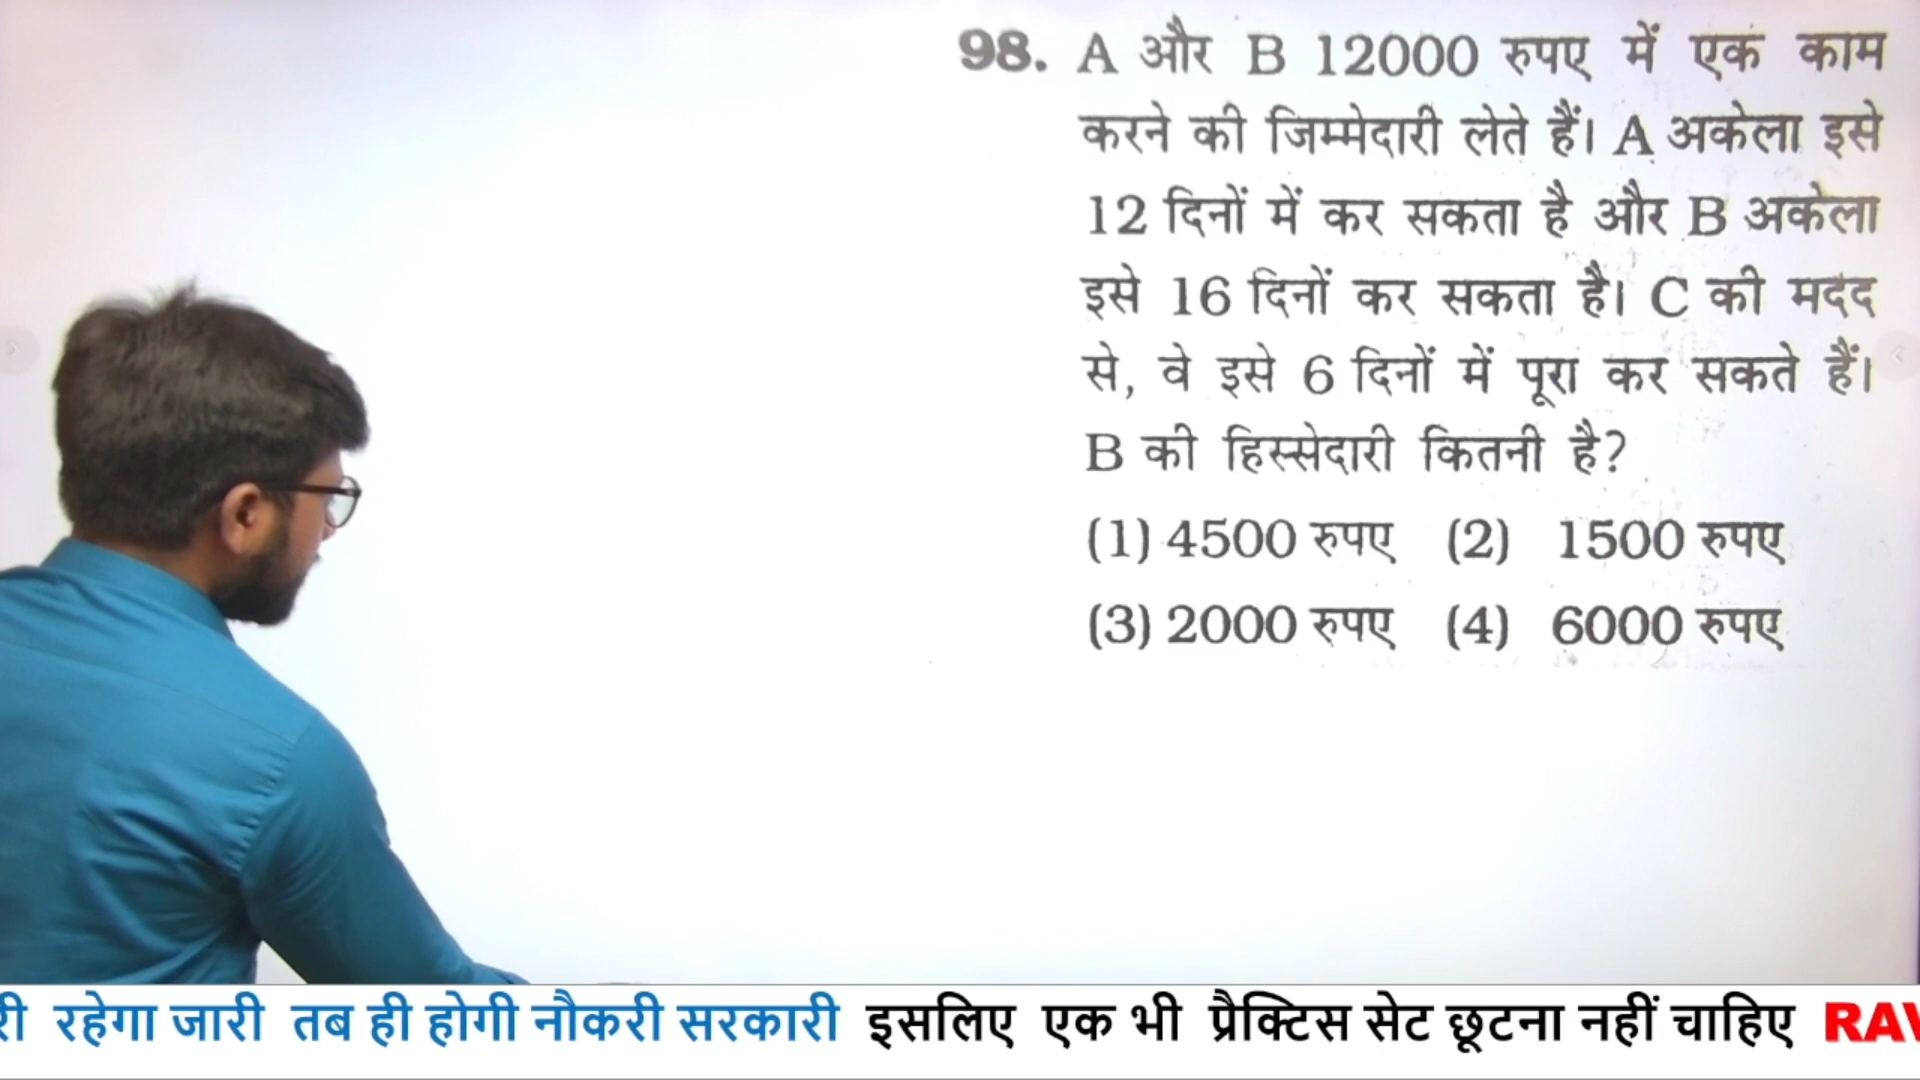 98. A और B 12000 रुपए में एक काम
करने की जिम्मेदारी लेते हैं। A अकेला इसे
12 दिनों में कर सकता है और B अकेला
इसे 16 दिनों कर सकता है। C की मदद
से, वे इसे 6 दिनों में पूरा कर सकते हैं।
B की हिस्सेदारी कितनी है?
(1) 4500 रुपए (2) 1500 रुपए
(3) 2000 रुपए (4) 6000 रुपए
रहेगा जारी तब ही होगी नौकरी सरकारी इसलिए एक भी प्रैक्टिस सेट छूटना नहीं चाहिए